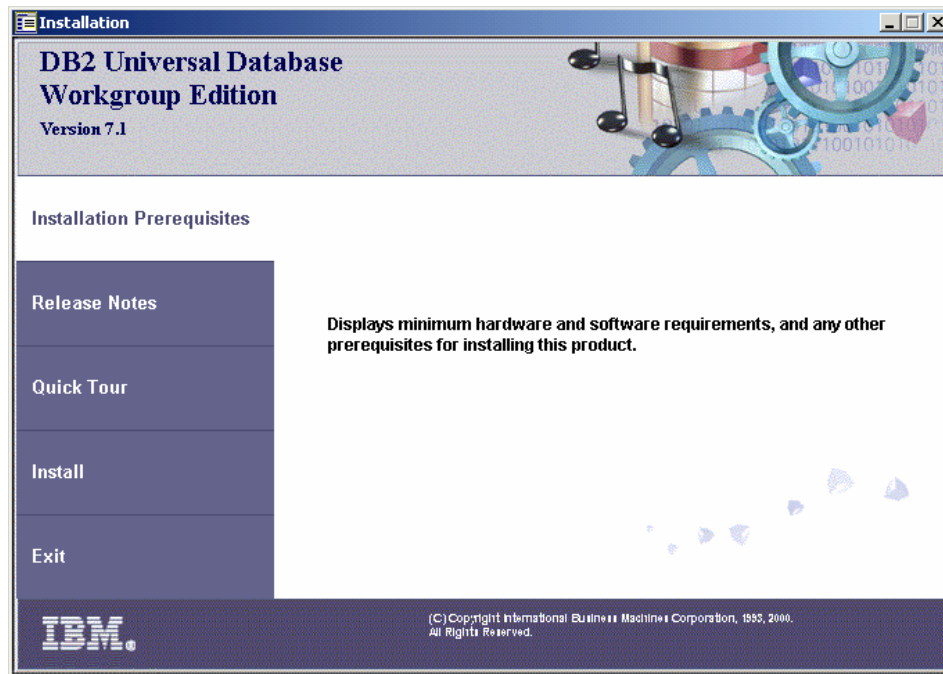 Installation
DB2 Universal Database
Workgroup Edition
Version 7.1
Installation Prerequisites
Release Notes
Displays minimum hardware and software requirements, and any other
prerequisites for installing this product.
Quick Tour
Install
Exit
IBM®
(C) Copyright International Business Machines Corporation, 1993, 2000.
All Rights Reserved.